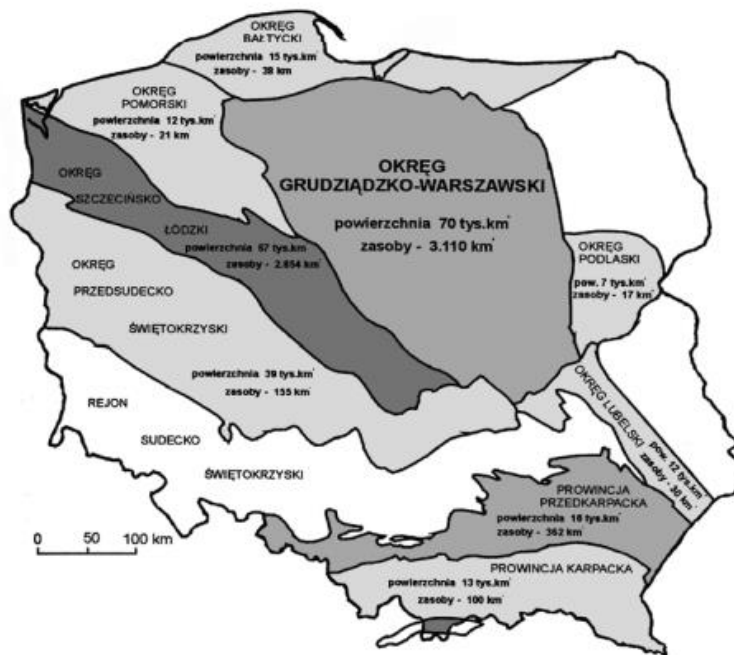 OKRĘG
BAŁTYCKI
powierzchnia 15 tys.km²
zasoby - 38 km
OKRĘG
POMORSKI
powierzchnia 12 tys.km²
zasoby - 21 km
OKRĘG
GRUDZIĄDZKO-WARSZAWSKI
powierzchnia 70 tys.km²
zasoby - 3.110 km³
OKRĘG
SZCZECIŃSKO
ŁÓDZKI
powierzchnia 67 tys.km²
zasoby - 2.854 km³
OKRĘG
PODLASKI
pow. 7 tys.km²
zasoby - 17 km³
OKRĘG
PRZEDSUDECKO
ŚWIĘTOKRZYSKI
powierzchnia 39 tys.km²
zasoby - 155 km³
OKRĘG LUBELSKI
pow. 12 tys.km²
zasoby - 30 km³
REJON
SUDECKO
ŚWIĘTOKRZYSKI
PROWINCJA
PRZEDKARPACKA
powierzchnia 16 tys.km²
zasoby - 362 km³
PROWINCJA KARPACKA
powierzchnia 13 tys.km²
zasoby - 100 km³
0 50 100 km